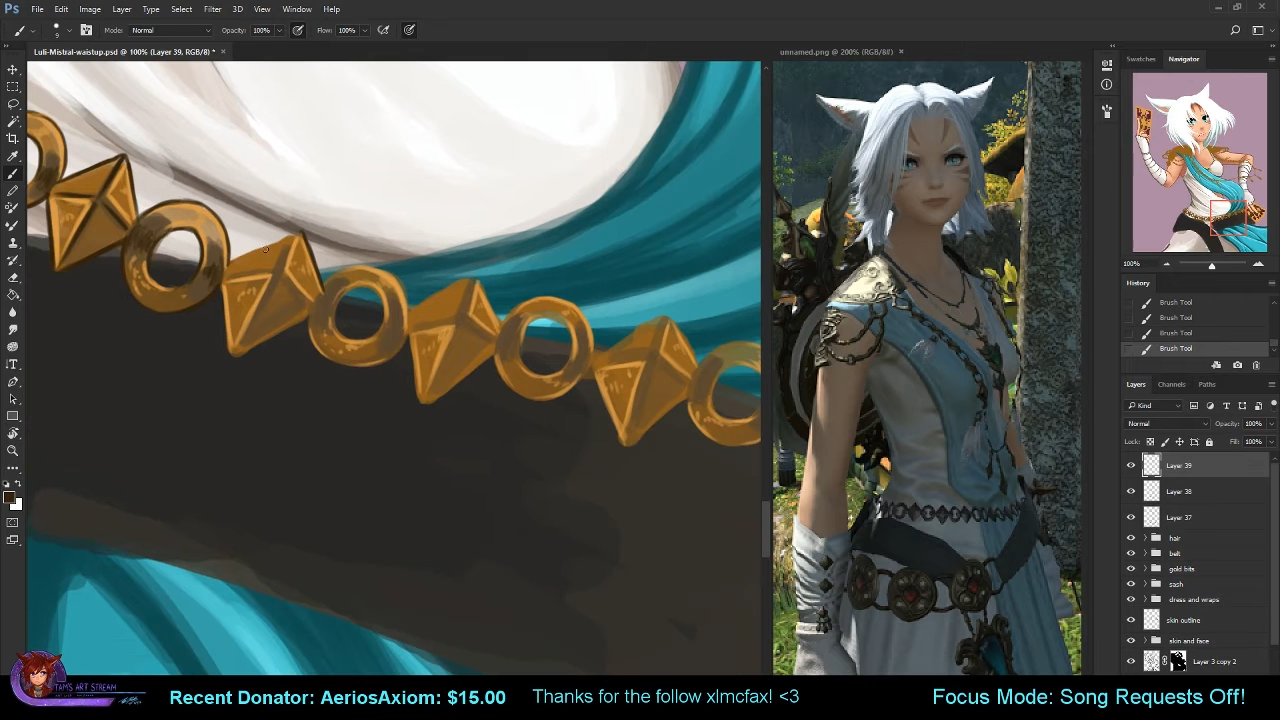 Ps File Edit Image Layer Type Select Filter 3D View Window Help
9 Mode: Normal Opacity: 100% Flow: 100%
Luli-Mistral-waistup.psd @ 100% (Layer 39, RGB/8) * ×
unnamed.png @ 200% (RGB/8#) ×
Swatches Navigator
100%
History
Brush Tool
Brush Tool
Brush Tool
Brush Tool
Layers Channels Paths
Kind
Normal Opacity: 100%
Lock: Fill: 100%
Layer 39
Layer 38
Layer 37
hair
belt
gold bits
sash
dress and wraps
skin outline
skin and face
Layer 3 copy 2
TAM'S ART STREAM
Recent Donator: AeriosAxiom: $15.00
Thanks for the follow xlmcfax! <3
Focus Mode: Song Requests Off!